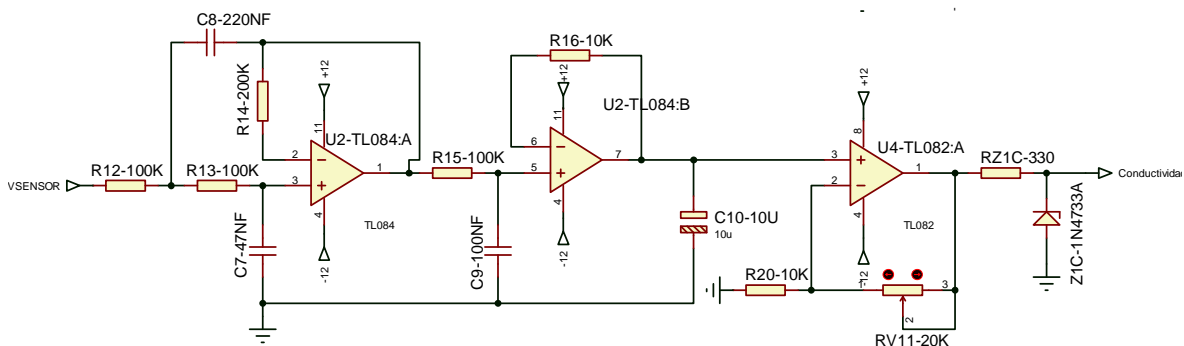 C8-220NF
R14-200K
+12
11
U2-TL084:A
2
3
1
4
TL084
-12
VSENSOR
R12-100K
R13-100K
C7-47NF
R15-100K
C9-100NF
R16-10K
+12
11
U2-TL084:B
6
5
7
4
-12
C10-10U
10u
+12
8
U4-TL082:A
3
2
1
4
TL082
-12
R20-10K
1
3
2
RV11-20K
RZ1C-330
Z1C-1N4733A
Conductividad